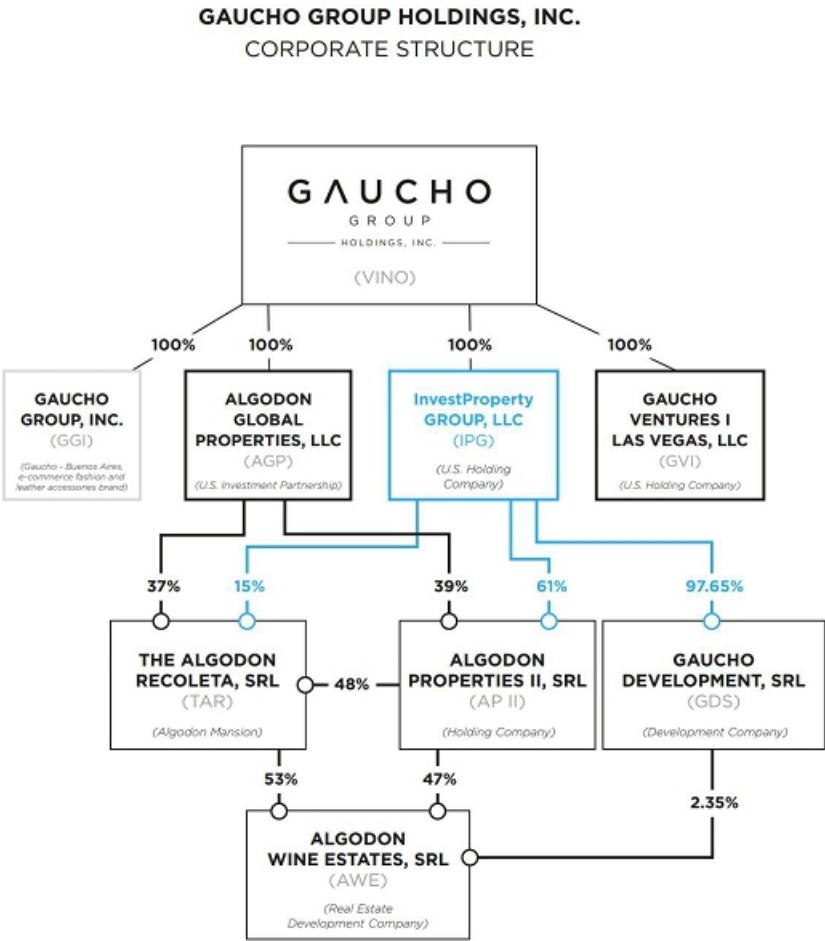 GAUCHO GROUP HOLDINGS, INC.
CORPORATE STRUCTURE
GAUCHO
GROUP
HOLDINGS, INC.
(VINO)
100%
100%
100%
100%
GAUCHO
GROUP, INC.
(GGI)
(Gaucho - Buenos Aires,
e-commerce fashion and
leather accessories brand)
ALGODON
GLOBAL
PROPERTIES, LLC
(AGP)
(U.S. Investment Partnership)
InvestProperty
GROUP, LLC
(IPG)
(U.S. Holding
Company)
GAUCHO
VENTURES I
LAS VEGAS, LLC
(GVI)
(U.S. Holding Company)
37%
15%
39%
61%
97.65%
THE ALGODON
RECOLETA, SRL
(TAR)
(Algodon Mansion)
48%
ALGODON
PROPERTIES II, SRL
(AP II)
(Holding Company)
GAUCHO
DEVELOPMENT, SRL
(GDS)
(Development Company)
53%
47%
2.35%
ALGODON
WINE ESTATES, SRL
(AWE)
(Real Estate
Development Company)